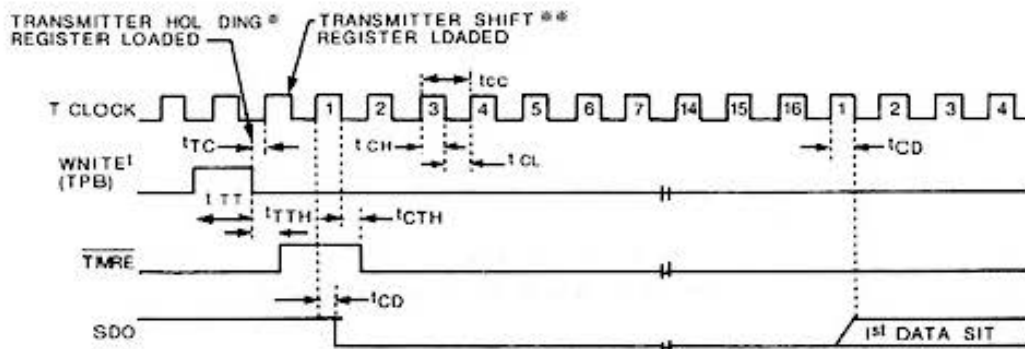 TRANSMITTER HOL DING*
REGISTER LOADED
TRANSMITTER SHIFT**
REGISTER LDADED
tCC
T CLOCK
1 2 3 4 5 6 7 14 15 16 1 2 3 4
tTC
tCH
tCL
tCD
WNITE†
(TPB)
tTT
tTTH
tCTH
TMRE
tCD
SDO
1st DATA SIT